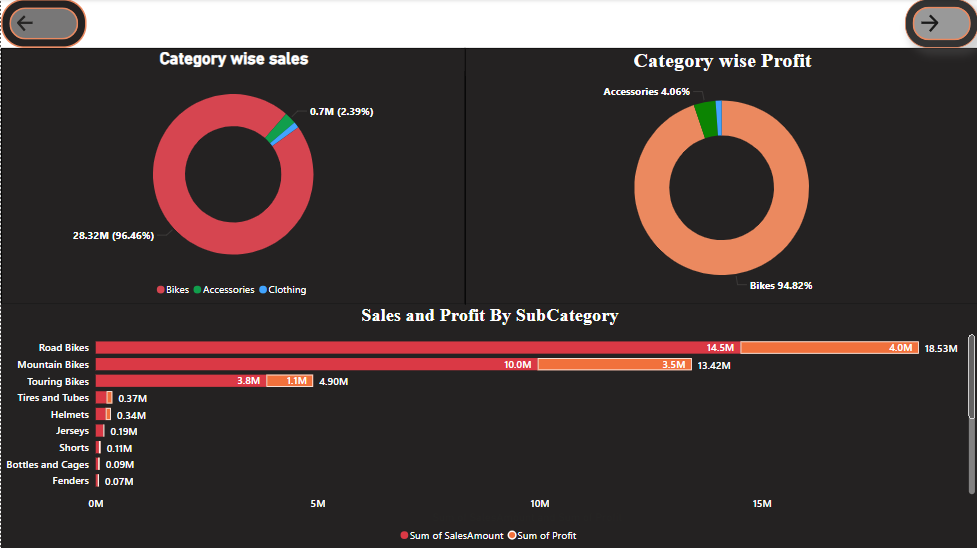 Category wise sales
0.7M (2.39%)
28.32M (96.46%)
Bikes Accessories Clothing
Category wise Profit
Accessories 4.06%
Bikes 94.82%
Sales and Profit By SubCategory
Road Bikes 14.5M 4.0M 18.53M
Mountain Bikes 10.0M 3.5M 13.42M
Touring Bikes 3.8M 1.1M 4.90M
Tires and Tubes 0.37M
Helmets 0.34M
Jerseys 0.19M
Shorts 0.11M
Bottles and Cages 0.09M
Fenders 0.07M
0M 5M 10M 15M
Sum of SalesAmount Sum of Profit